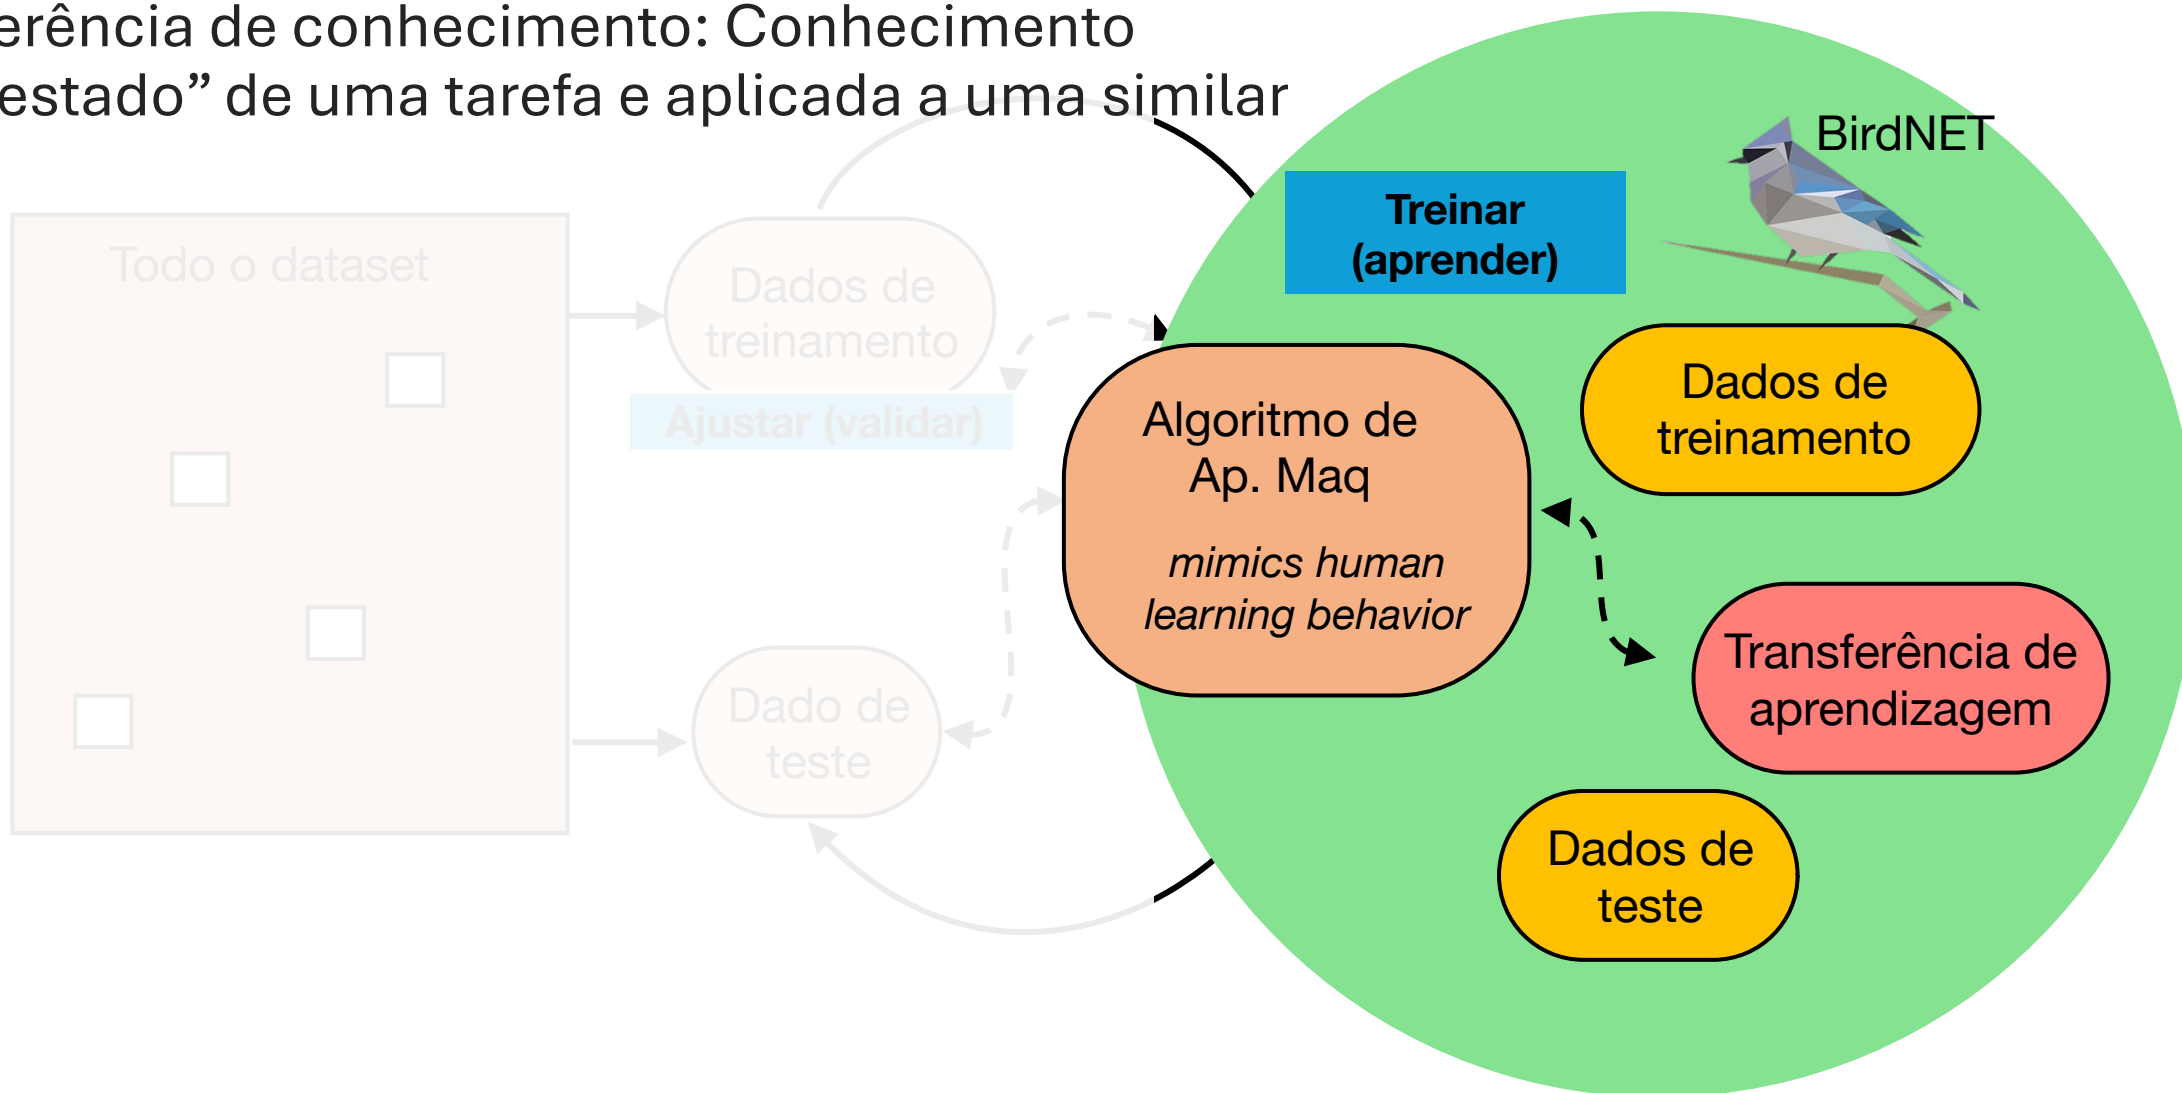 erência de conhecimento: Conhecimento
estado” de uma tarefa e aplicada a uma similar
BirdNET
Treinar
(aprender)
Todo o dataset
Dados de
treinamento
Ajustar (validar)
Algoritmo de
Ap. Maq
mimics human
learning behavior
Dados de
treinamento
Transferência de
aprendizagem
Dado de
teste
Dados de
teste